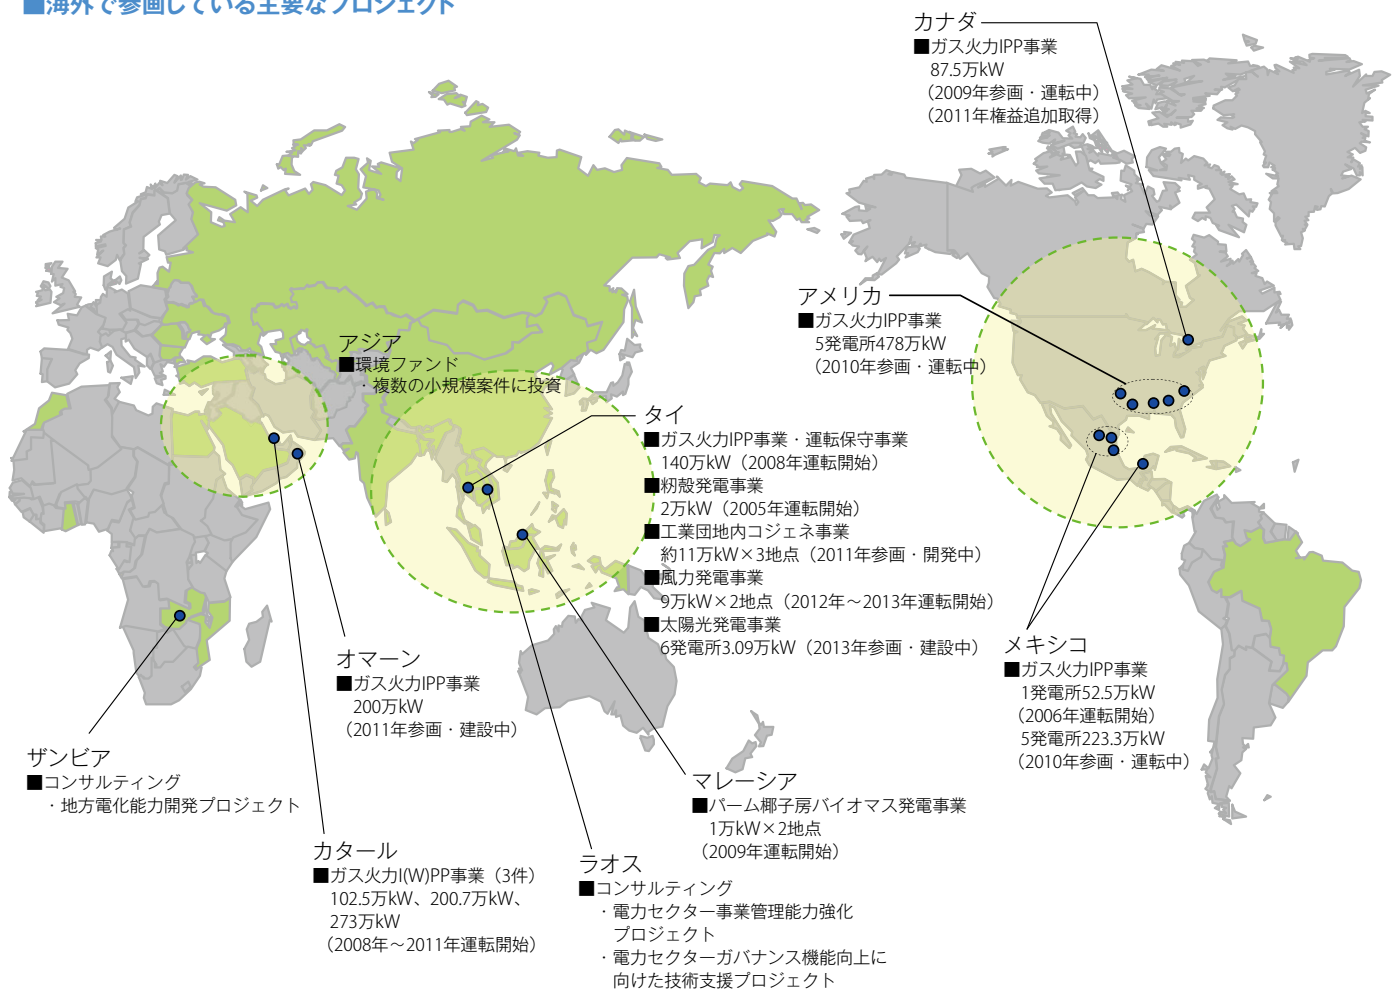 ■海外で参画している主要なプロジェクト
カナダ
■ガス火力IPP事業
87.5万kW
（2009年参画・運転中）
（2011年権益追加取得）
アメリカ
■ガス火力IPP事業
5発電所478万kW
（2010年参画・運転中）
アジア
■環境ファンド
・複数の小規模案件に投資
タイ
■ガス火力IPP事業・運転保守事業
140万kW（2008年運転開始）
■籾殻発電事業
2万kW（2005年運転開始）
■工業団地内コジェネ事業
約11万kW×3地点（2011年参画・開発中）
■風力発電事業
9万kW×2地点（2012年～2013年運転開始）
■太陽光発電事業
6発電所3.09万kW（2013年参画・建設中）
メキシコ
■ガス火力IPP事業
1発電所52.5万kW
（2006年運転開始）
5発電所223.3万kW
（2010年参画・運転中）
オマーン
■ガス火力IPP事業
200万kW
（2011年参画・建設中）
ザンビア
■コンサルティング
・地方電化能力開発プロジェクト
マレーシア
■パーム椰子房バイオマス発電事業
1万kW×2地点
（2009年運転開始）
カタール
■ガス火力I(W)PP事業（3件）
102.5万kW、200.7万kW、
273万kW
（2008年～2011年運転開始）
ラオス
■コンサルティング
・電力セクター事業管理能力強化
プロジェクト
・電力セクターガバナンス機能向上に
向けた技術支援プロジェクト